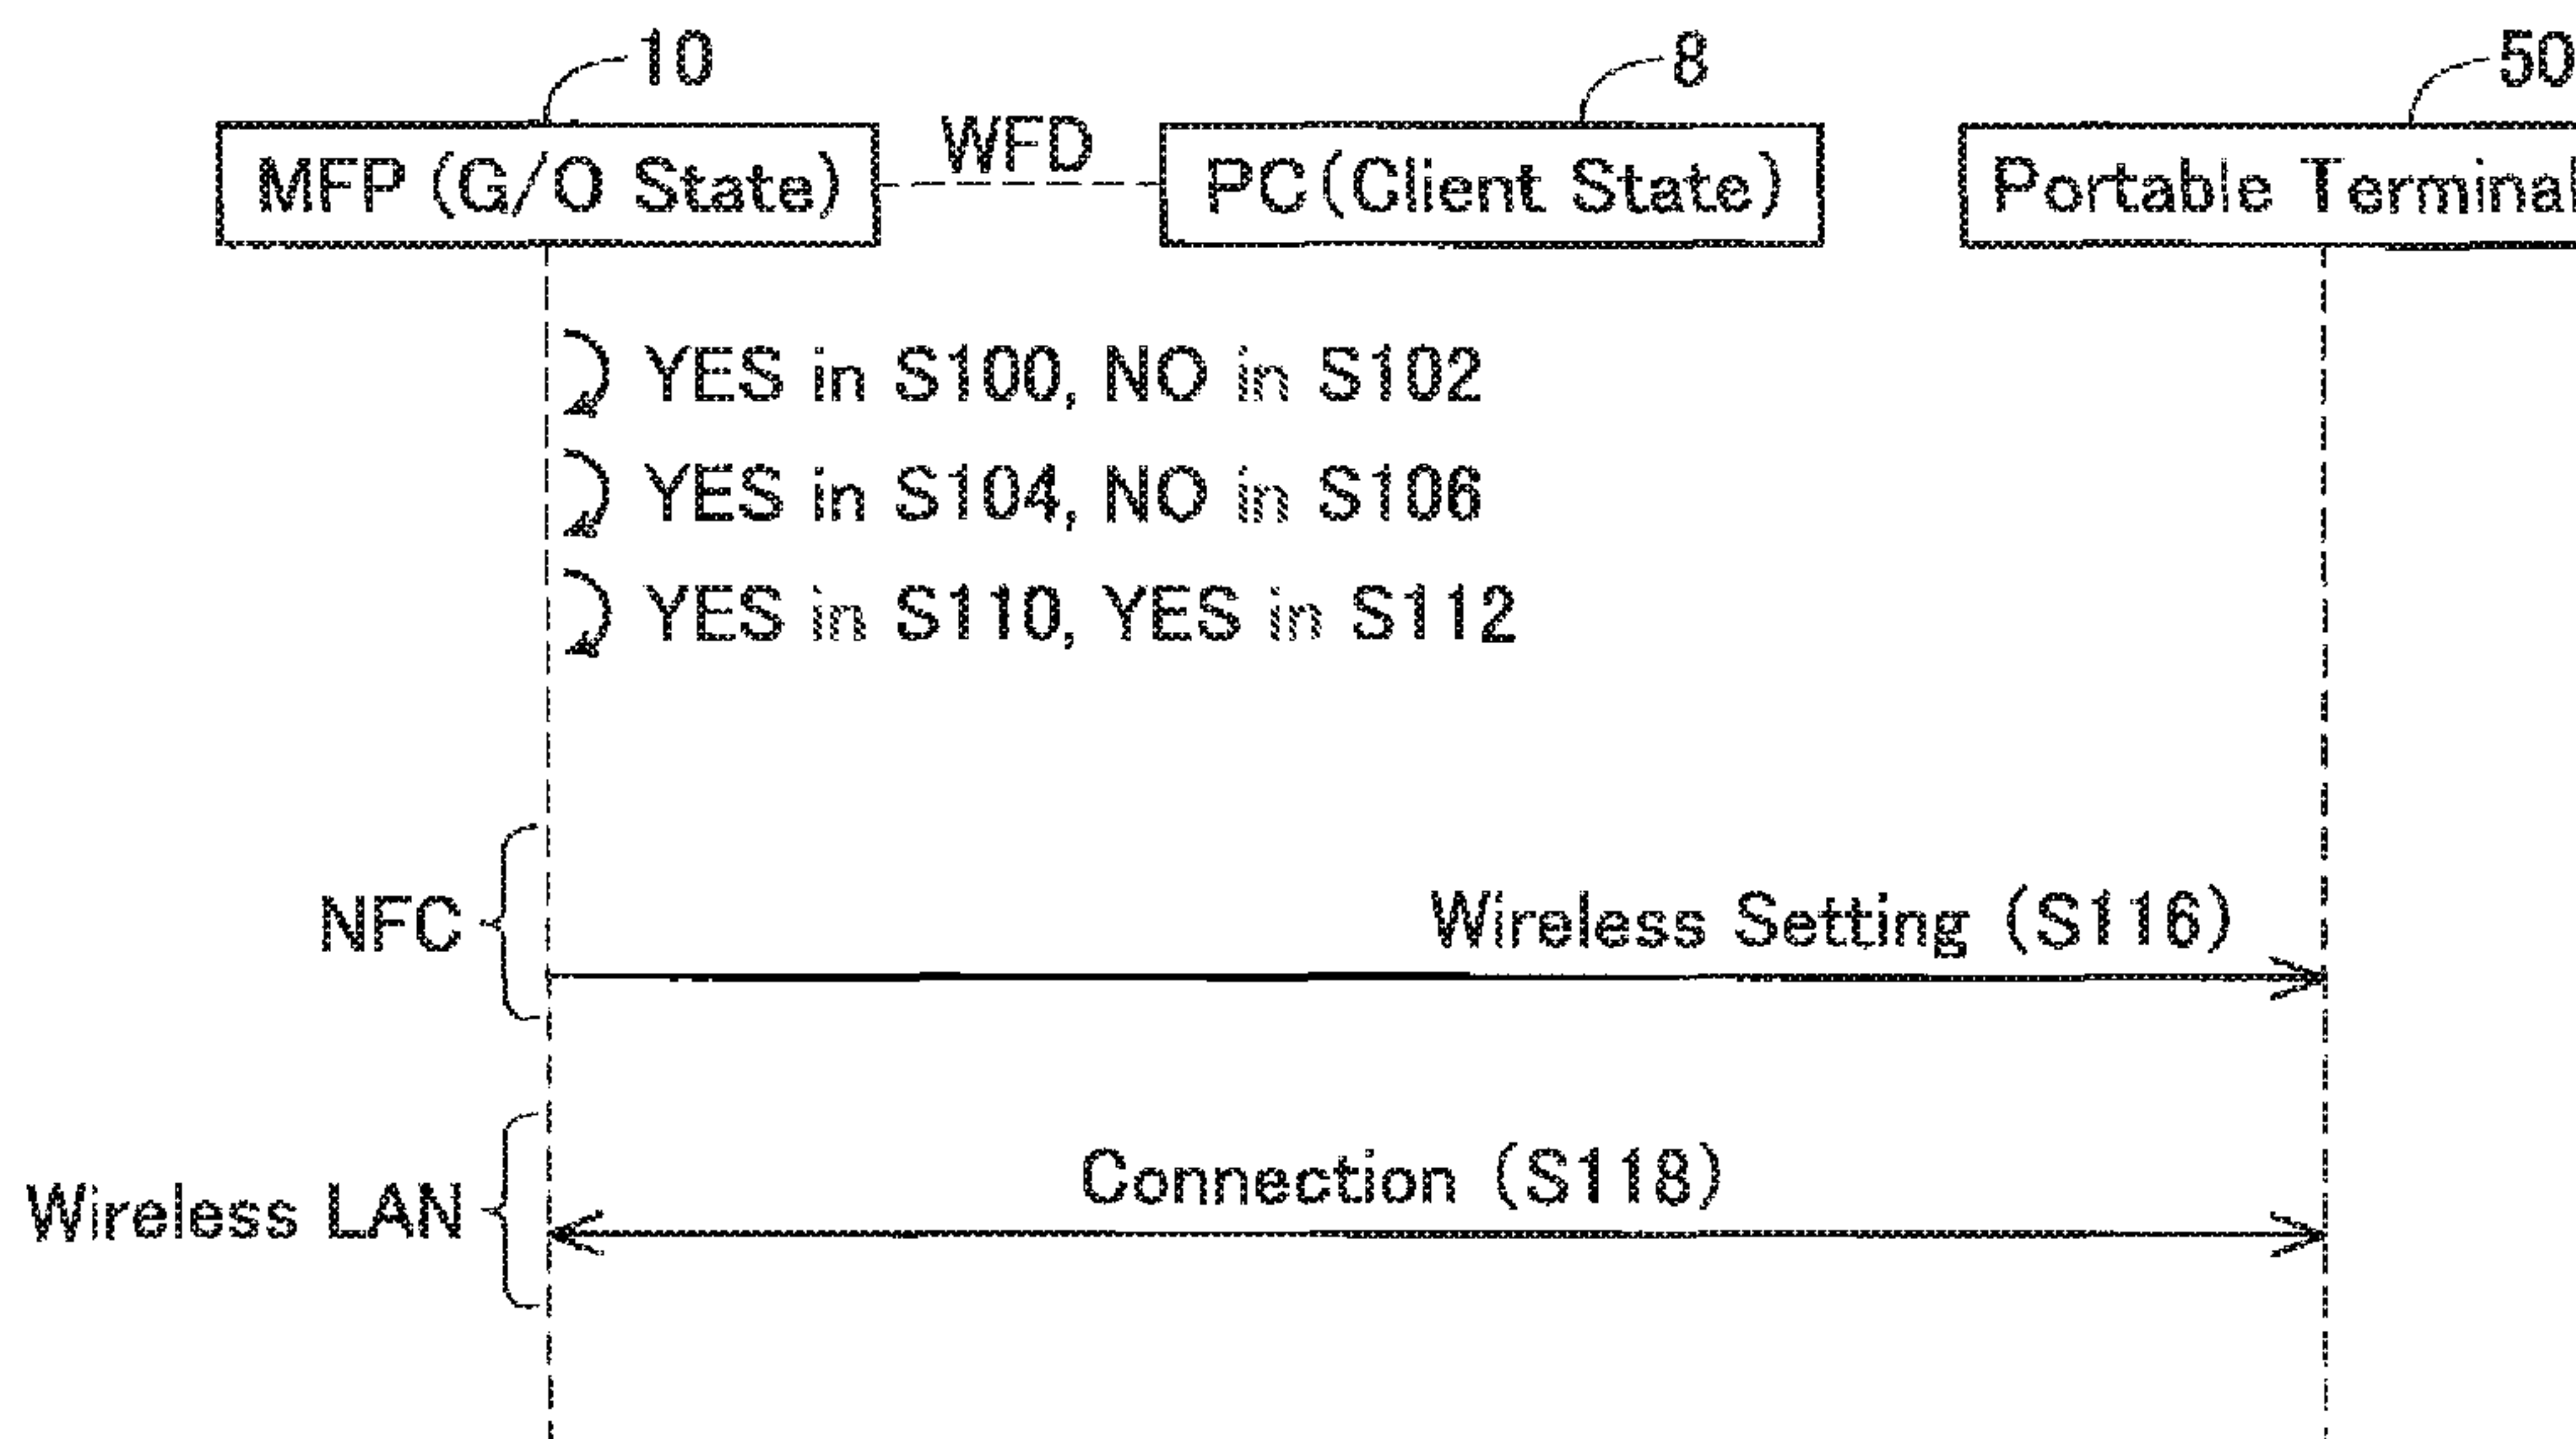 10
8
50
MFP (G/O State)
WFD
PC (Client State)
Portable Terminal
YES in S100, NO in S102
YES in S104, NO in S106
YES in S110, YES in S112
NFC
Wireless Setting (S116)
Wireless LAN
Connection (S118)